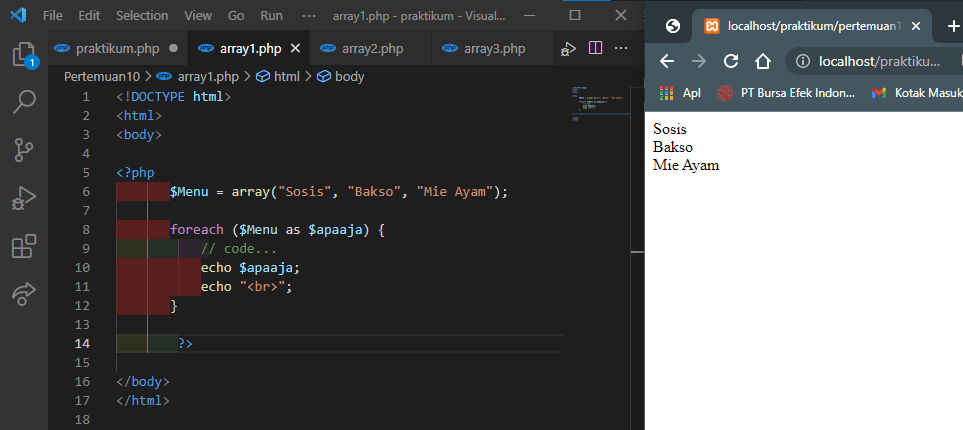 File Edit Selection View Go Run ··· array1.php - praktikum - Visual...
praktikum.php array1.php array2.php array3.php
Pertemuan10 > array1.php > html > body
1 <!DOCTYPE html>
2 <html>
3 <body>
4
5 <?php
6 $Menu = array("Sosis", "Bakso", "Mie Ayam");
7
8 foreach ($Menu as $apaaja) {
9 // code...
10 echo $apaaja;
11 echo "<br>";
12 }
13
14 ?>
15
16 </body>
17 </html>
18
1
localhost/praktikum/pertemuan1
localhost/praktiku...
Apl PT Bursa Efek Indon... Kotak Masuk
Sosis
Bakso
Mie Ayam